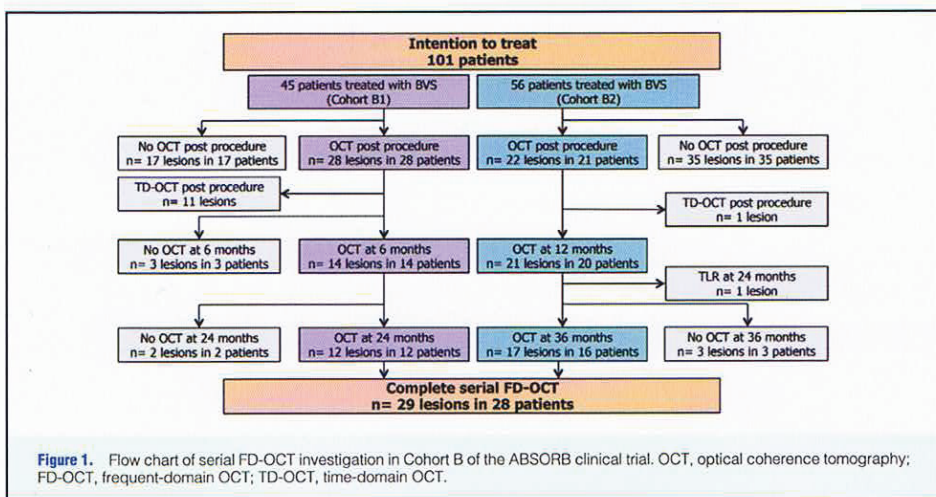 Intention to treat
101 patients
45 patients treated with BVS
(Cohort B1)
56 patients treated with BVS
(Cohort B2)
No OCT post procedure
n= 17 lesions in 17 patients
OCT post procedure
n= 28 lesions in 28 patients
OCT post procedure
n= 22 lesions in 21 patients
No OCT post procedure
n= 35 lesions in 35 patients
TD-OCT post procedure
n= 11 lesions
TD-OCT post procedure
n= 1 lesion
No OCT at 6 months
n= 3 lesions in 3 patients
OCT at 6 months
n= 14 lesions in 14 patients
OCT at 12 months
n= 21 lesions in 20 patients
TLR at 24 months
n= 1 lesion
No OCT at 24 months
n= 2 lesions in 2 patients
OCT at 24 months
n= 12 lesions in 12 patients
OCT at 36 months
n= 17 lesions in 16 patients
No OCT at 36 months
n= 3 lesions in 3 patients
Complete serial FD-OCT
n= 29 lesions in 28 patients
Figure 1. Flow chart of serial FD-OCT investigation in Cohort B of the ABSORB clinical trial. OCT, optical coherence tomography;
FD-OCT, frequent-domain OCT; TD-OCT, time-domain OCT.